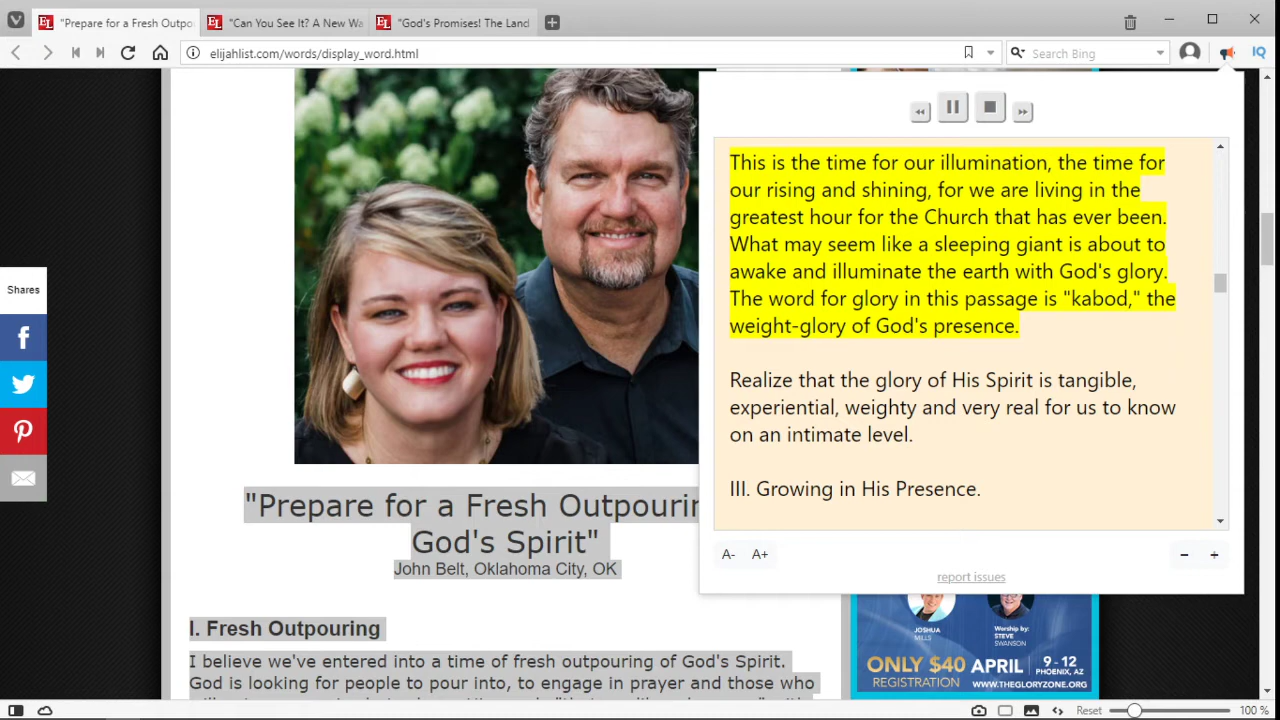 "Prepare for a Fresh Outpo
"Can You See It? A New Wa
"God's Promises! The Land
elijahlist.com/words/display_word.html
Search Bing
IQ
Shares
"Prepare for a Fresh Outpourin
God's Spirit"
John Belt, Oklahoma City, OK
I. Fresh Outpouring
I believe we've entered into a time of fresh outpouring of God's Spirit.
God is looking for people to pour into, to engage in prayer and those who
This is the time for our illumination, the time for
our rising and shining, for we are living in the
greatest hour for the Church that has ever been.
What may seem like a sleeping giant is about to
awake and illuminate the earth with God's glory.
The word for glory in this passage is "kabod," the
weight-glory of God's presence.
Realize that the glory of His Spirit is tangible,
experiential, weighty and very real for us to know
on an intimate level.
III. Growing in His Presence.
A- A+
- +
report issues
JOSHUA
MILLS
Worship by:
STEVE
SWANSON
ONLY $40
REGISTRATION
APRIL 9-12
PHOENIX, AZ
WWW.THEGLORYZONE.ORG
Reset
100 %